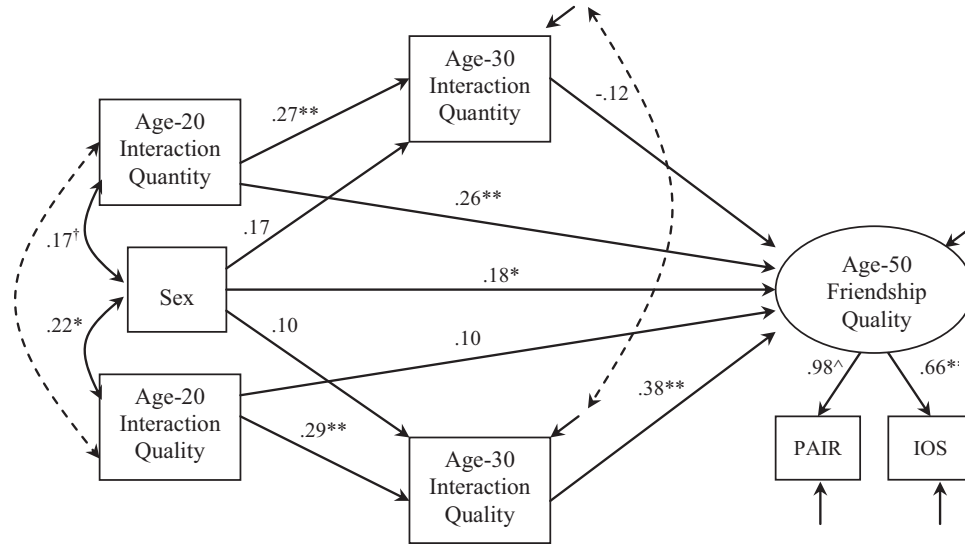 Age-30
Interaction
Quantity
-.12
Age-20
Interaction
Quantity
.27**
.26**
.17†
.17
Sex
.18*
Age-50
Friendship
Quality
.22*
.10
.10
Age-20
Interaction
Quality
.29**
.38**
.98^
.66**
Age-30
Interaction
Quality
PAIR
IOS